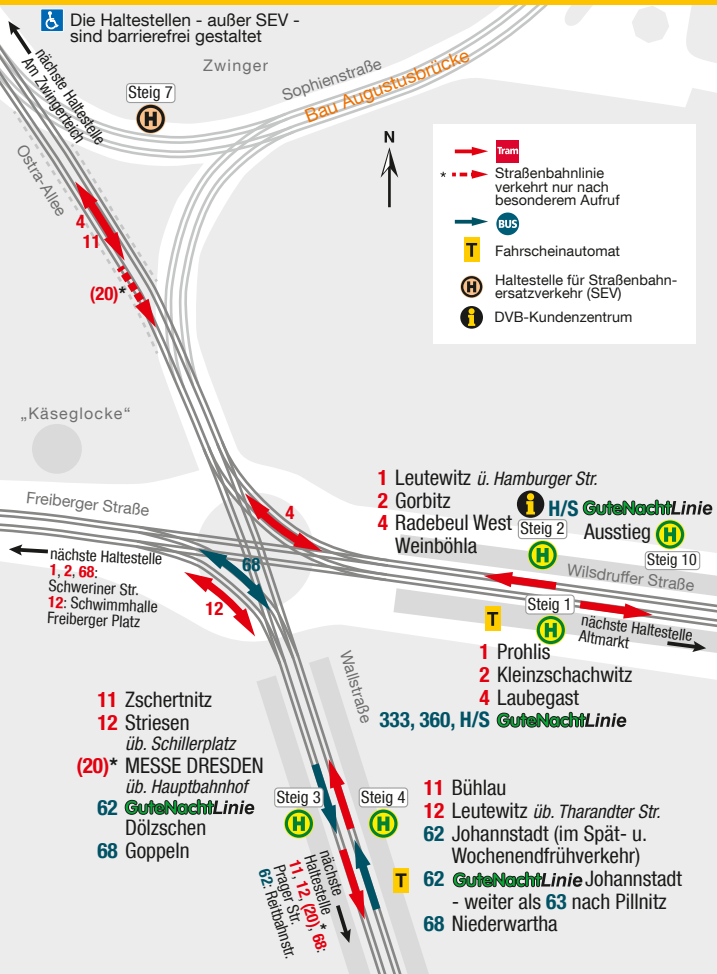 Die Haltestellen - außer SEV -
sind barrierefrei gestaltet
nächste Haltestelle
Am Zwingerteich
Zwinger
Steig 7
H
Sophienstraße
Bau Augustusbrücke
Ostra-Allee
4
11
(20)*
N
Tram
* Straßenbahnlinie
verkehrt nur nach
besonderem Aufruf
BUS
T Fahrscheinautomat
H Haltestelle für Straßenbahn-
ersatzverkehr (SEV)
i DVB-Kundenzentrum
„Käseglocke“
Freiberger Straße
nächste Haltestelle
1, 2, 68:
Schweriner Str.
12: Schwimmhalle
Freiberger Platz
4
68
12
1 Leutewitz ü. Hamburger Str.
2 Gorbitz
4 Radebeul West
Weinböhla
i H/S GuteNachtLinie
Steig 2
H
Ausstieg H
Steig 10
Wilsdruffer Straße
Steig 1
H
T
nächste Haltestelle
Altmarkt
1 Prohlis
2 Kleinzschachwitz
4 Laubegast
333, 360, H/S GuteNachtLinie
Wallstraße
11 Zschertnitz
12 Striesen
üb. Schillerplatz
(20)* MESSE DRESDEN
üb. Hauptbahnhof
62 GuteNachtLinie
Dölzschen
68 Goppeln
Steig 3
H
Steig 4
H
T
nächste
Haltestelle
11, 12, (20)*, 68:
Prager Str.
62: Reitbahnstr.
11 Bühlau
12 Leutewitz üb. Tharandter Str.
62 Johannstadt (im Spät- u.
Wochenendfrühverkehr)
62 GuteNachtLinie Johannstadt
- weiter als 63 nach Pillnitz
68 Niederwartha